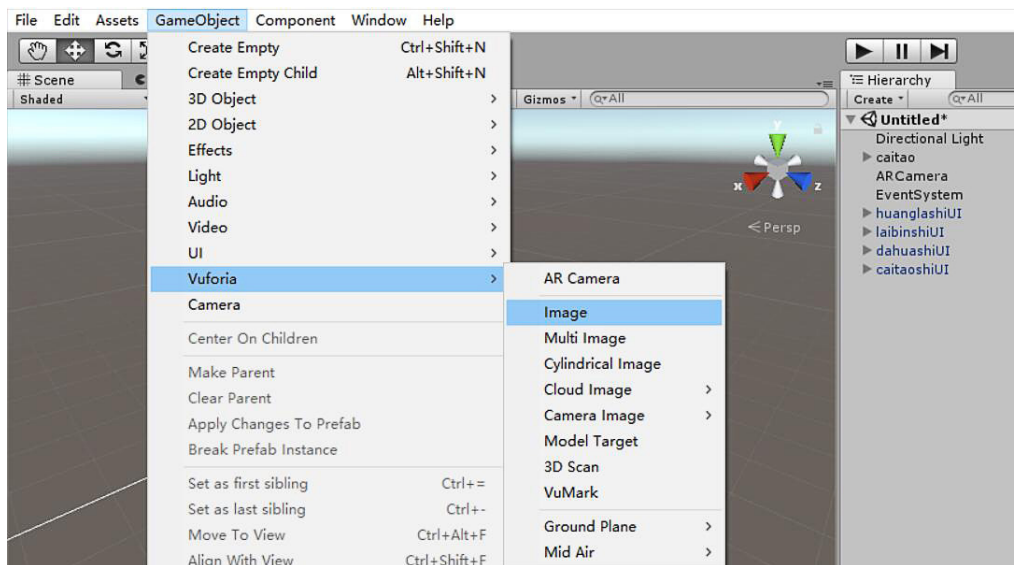 File Edit Assets GameObject Component Window Help
Create Empty Ctrl+Shift+N
Create Empty Child Alt+Shift+N
3D Object
2D Object
Effects
Light
Audio
Video
UI
Vuforia
Camera
Center On Children
Make Parent
Clear Parent
Apply Changes To Prefab
Break Prefab Instance
Set as first sibling Ctrl+=
Set as last sibling Ctrl+-
Move To View Ctrl+Alt+F
Align With View Ctrl+Shift+F
AR Camera
Image
Multi Image
Cylindrical Image
Cloud Image
Camera Image
Model Target
3D Scan
VuMark
Ground Plane
Mid Air
# Scene
Shaded
Gizmos All
y
x z
Persp
Hierarchy
Create All
Untitled*
Directional Light
caitao
ARCamera
EventSystem
huanglashiUI
laibinshiUI
dahuashiUI
caitaoshiUI